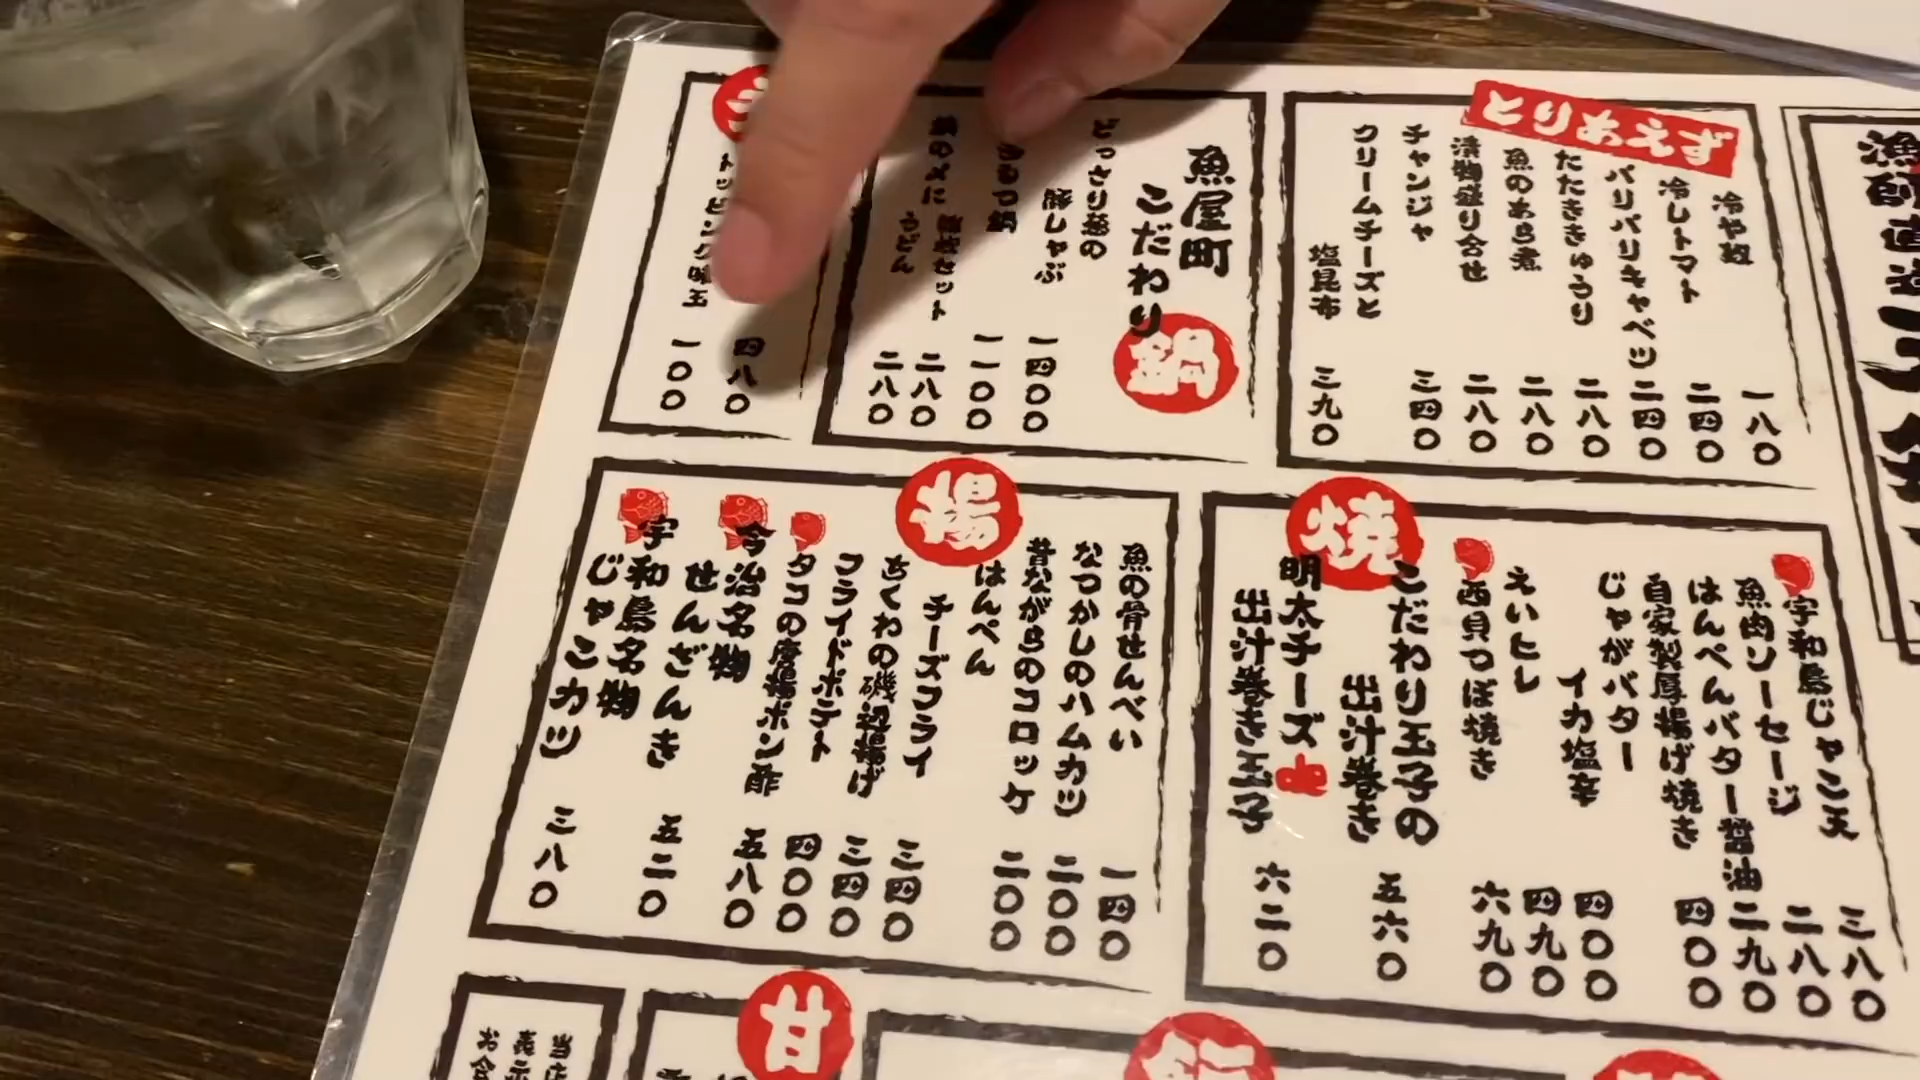 とりあえず
冷や奴
一八〇
冷しトマト
二四〇
パリパリキャベツ
二四〇
たたききゅうり
二八〇
魚のあら煮
二八〇
漬物盛り合せ
二八〇
チャンジャ
三四〇
クリームチーズと
塩昆布
三九〇
魚屋町
こだわり
鍋
どっさり葱の
豚しゃぶ
一四〇〇
もつ鍋
一一〇〇
鍋の〆に
雑炊セット
二八〇
うどん
二八〇
四八〇
トッピング味玉
一〇〇
焼
宇和島じゃこ天
三八〇
魚肉ソーセージ
二八〇
はんぺんバター醤油
二九〇
自家製厚揚げ焼き
四〇〇
じゃがバター
イカ塩辛
四〇〇
えいヒレ
四九〇
西貝つぼ焼き
六九〇
こだわり玉子の
出汁巻き
五六〇
明太チーズ
出汁巻き玉子
六二〇
揚
魚の骨せんべい
一四〇
なつかしのハムカツ
二〇〇
昔ながらのコロッケ
二〇〇
はんぺん
チーズフライ
三四〇
ちくわの磯辺揚げ
三四〇
フライドポテト
四〇〇
タコの唐揚ポン酢
五八〇
今治名物
せんざんき
五二〇
宇和島名物
じゃこカツ
三八〇
甘